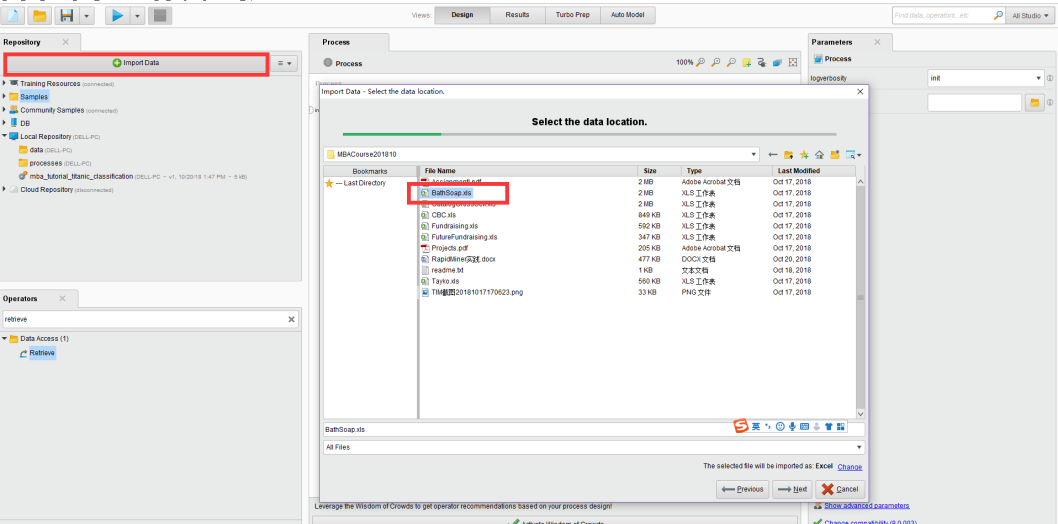 Views: Design Results Turbo Prep Auto Model Find data, operators...etc All Studio
Repository
Import Data
Training Resources (connected)
Samples
Community Samples (connected)
DB
Local Repository (DELL-PC)
data (DELL-PC)
processes (DELL-PC)
mba_tutorial_titanic_classification (DELL-PC – v1, 10/20/18 1:47 PM – 5 kB)
Cloud Repository (disconnected)
Operators
retrieve
Data Access (1)
Retrieve
Process
Process 100%
Process
Import Data - Select the data location.
Select the data location.
MBACourse201810
Bookmarks File Name Size Type Last Modified
--- Last Directory
2 MB Adobe Acrobat 文档 Oct 17, 2018
BathSoap.xls 2 MB XLS 工作表 Oct 17, 2018
2 MB XLS 工作表 Oct 17, 2018
CBC.xls 849 KB XLS 工作表 Oct 17, 2018
Fundraising.xls 592 KB XLS 工作表 Oct 17, 2018
FutureFundraising.xls 347 KB XLS 工作表 Oct 17, 2018
Projects.pdf 205 KB Adobe Acrobat 文档 Oct 17, 2018
RapidMiner实践.docx 477 KB DOCX 文档 Oct 20, 2018
readme.txt 1 KB 文本文档 Oct 18, 2018
Tayko.xls 560 KB XLS 工作表 Oct 17, 2018
TIM截图20181017170623.png 33 KB PNG 文件 Oct 17, 2018
BathSoap.xls
英
All Files
The selected file will be imported as: Excel Change
Previous Next Cancel
Leverage the Wisdom of Crowds to get operator recommendations based on your process design!
Activate Wisdom of Crowds
Parameters
Process
logverbosity init
Show advanced parameters
Change compatibility (9.0.003)